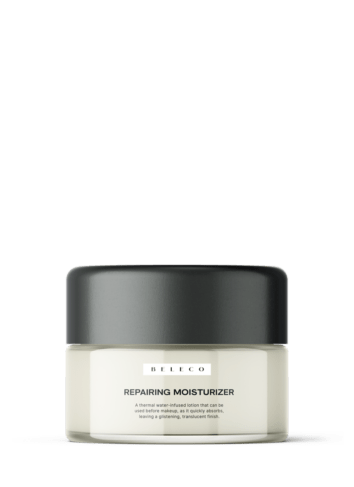 BELECO
REPAIRING MOISTURIZER
A thermal water-infused lotion that can be
used before makeup, as it quickly absorbs,
leaving a glistening, translucent finish.